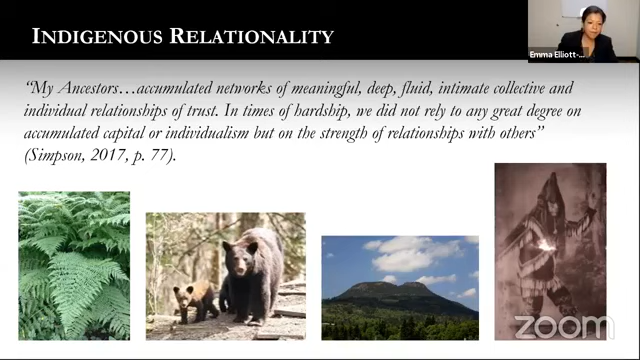 INDIGENOUS RELATIONALITY
Emma Elliott-...
“My Ancestors…accumulated networks of meaningful, deep, fluid, intimate collective and
individual relationships of trust. In times of hardship, we did not rely to any great degree on
accumulated capital or individualism but on the strength of relationships with others”
(Simpson, 2017, p. 77).
zoom